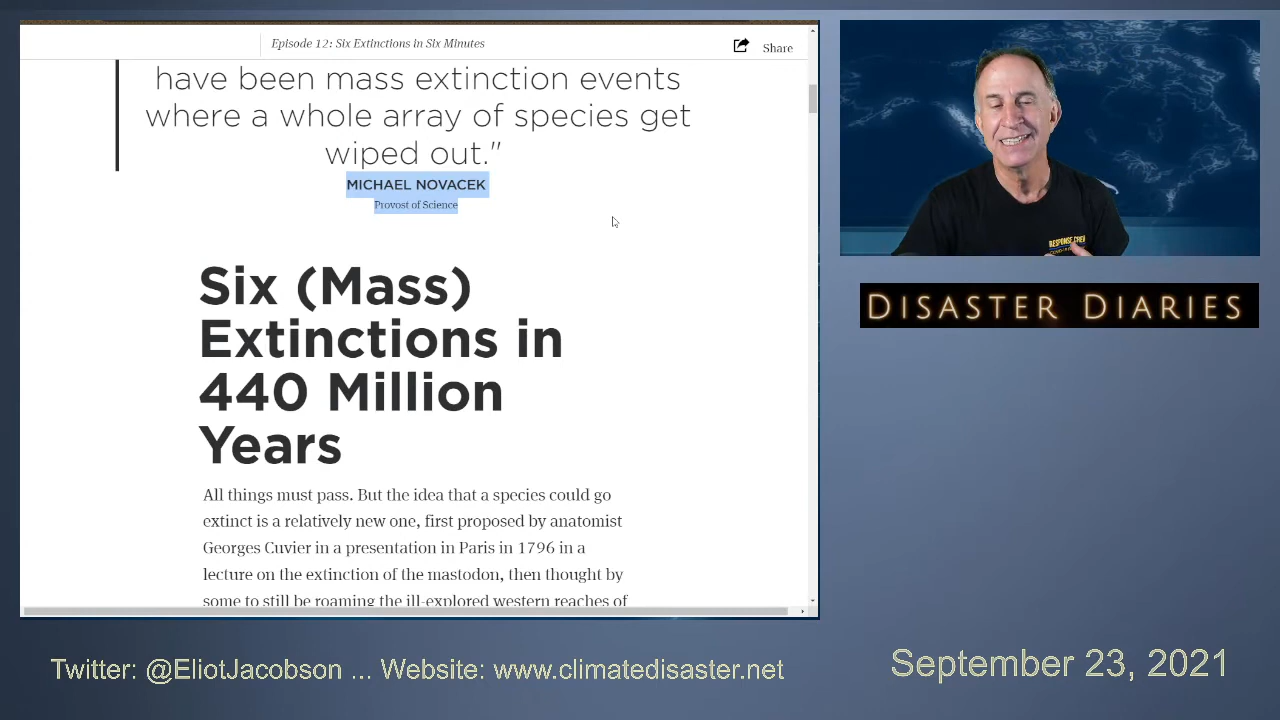 Episode 12: Six Extinctions in Six Minutes
Share
have been mass extinction events
where a whole array of species get
wiped out."
MICHAEL NOVACEK
Provost of Science
Six (Mass)
Extinctions in
440 Million
Years
All things must pass. But the idea that a species could go
extinct is a relatively new one, first proposed by anatomist
Georges Cuvier in a presentation in Paris in 1796 in a
lecture on the extinction of the mastodon, then thought by
some to still be roaming the ill-explored western reaches of
RESPONSE CREW
DISASTER DIARIES
Twitter: @EliotJacobson ... Website: www.climatedisaster.net
September 23, 2021